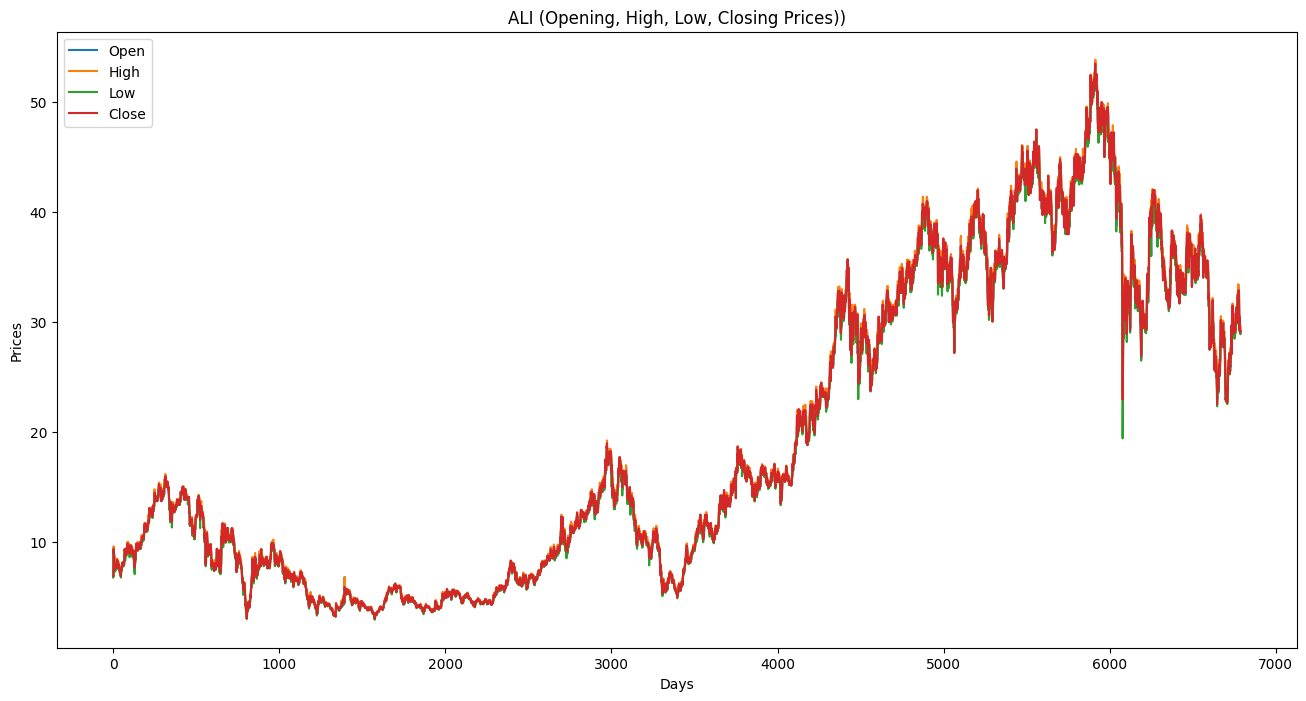 ALI (Opening, High, Low, Closing Prices))
Open
High
Low
Close
Prices
50
40
30
20
10
0 1000 2000 3000 4000 5000 6000 7000
Days